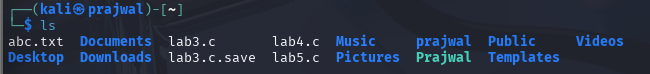 ┌──(kali㉿prajwal)-[~]
└─$ ls
abc.txt  Documents  lab3.c       lab4.c  Music     prajwal  Public     Videos
Desktop  Downloads  lab3.c.save  lab5.c  Pictures  Prajwal  Templates